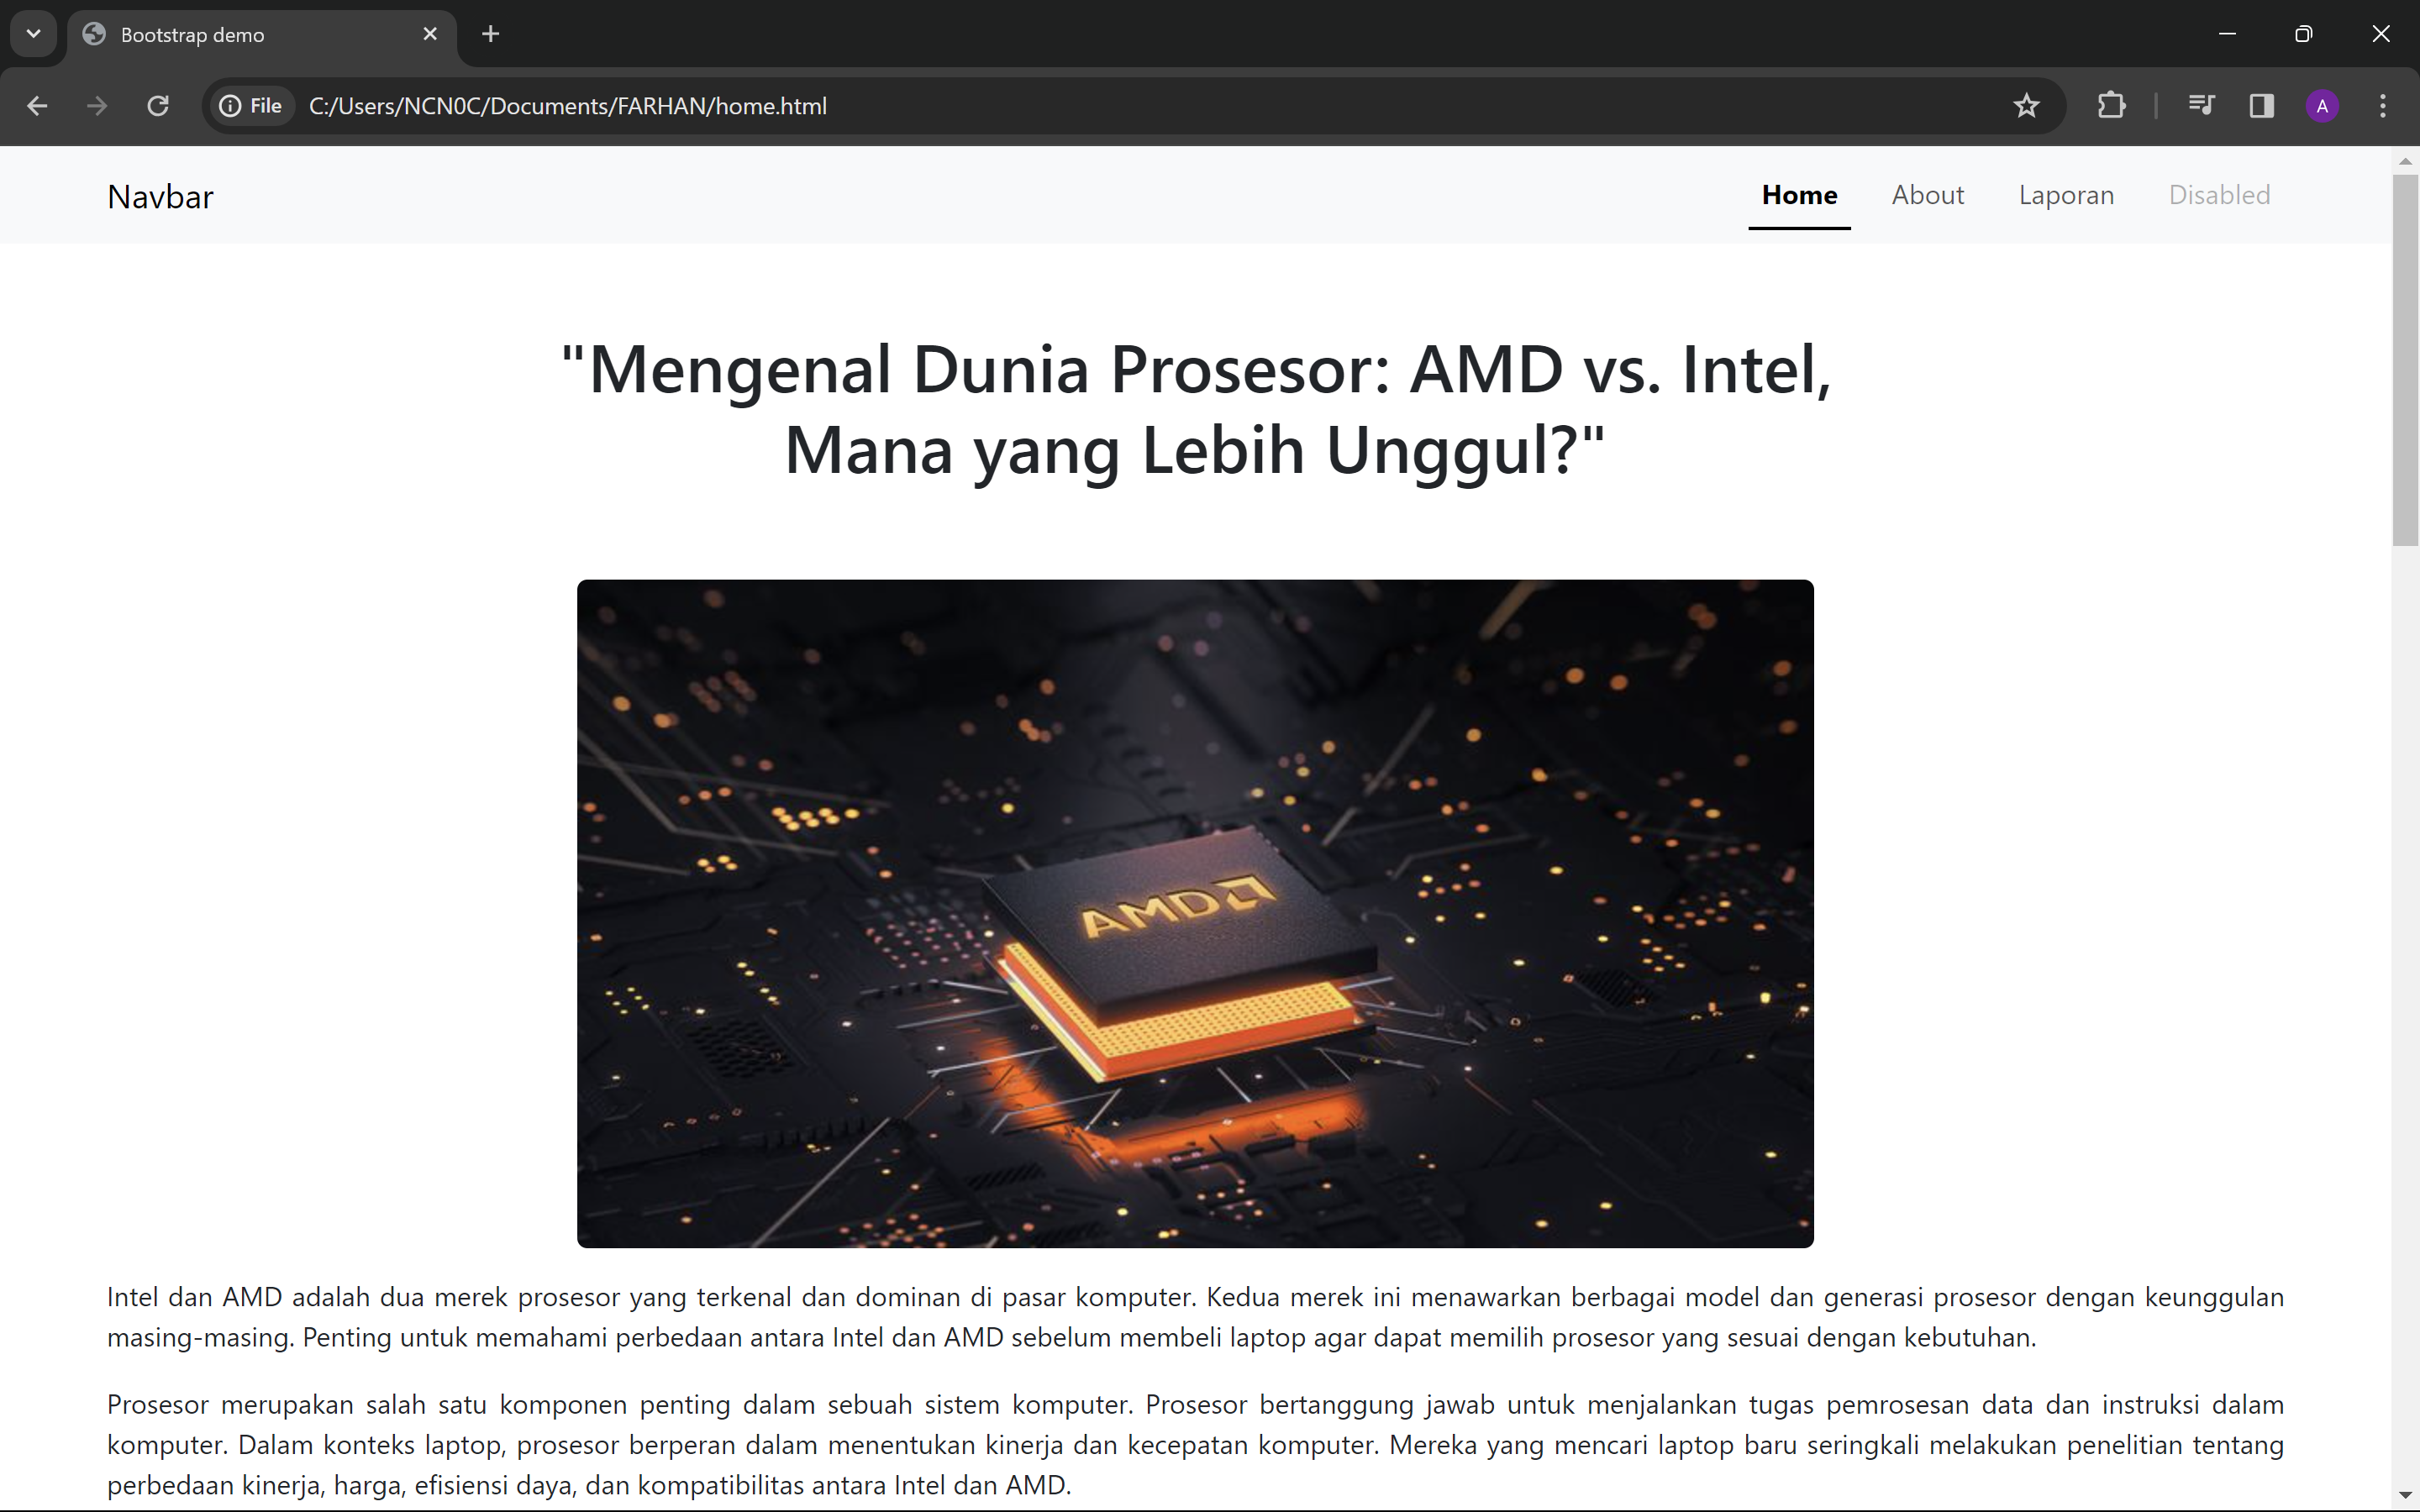 Bootstrap demo
File C:/Users/NCN0C/Documents/FARHAN/home.html
A
Navbar Home About Laporan Disabled
"Mengenal Dunia Prosesor: AMD vs. Intel,
Mana yang Lebih Unggul?"
AMD
Intel dan AMD adalah dua merek prosesor yang terkenal dan dominan di pasar komputer. Kedua merek ini menawarkan berbagai model dan generasi prosesor dengan keunggulan
masing-masing. Penting untuk memahami perbedaan antara Intel dan AMD sebelum membeli laptop agar dapat memilih prosesor yang sesuai dengan kebutuhan.
Prosesor merupakan salah satu komponen penting dalam sebuah sistem komputer. Prosesor bertanggung jawab untuk menjalankan tugas pemrosesan data dan instruksi dalam
komputer. Dalam konteks laptop, prosesor berperan dalam menentukan kinerja dan kecepatan komputer. Mereka yang mencari laptop baru seringkali melakukan penelitian tentang
perbedaan kinerja, harga, efisiensi daya, dan kompatibilitas antara Intel dan AMD.